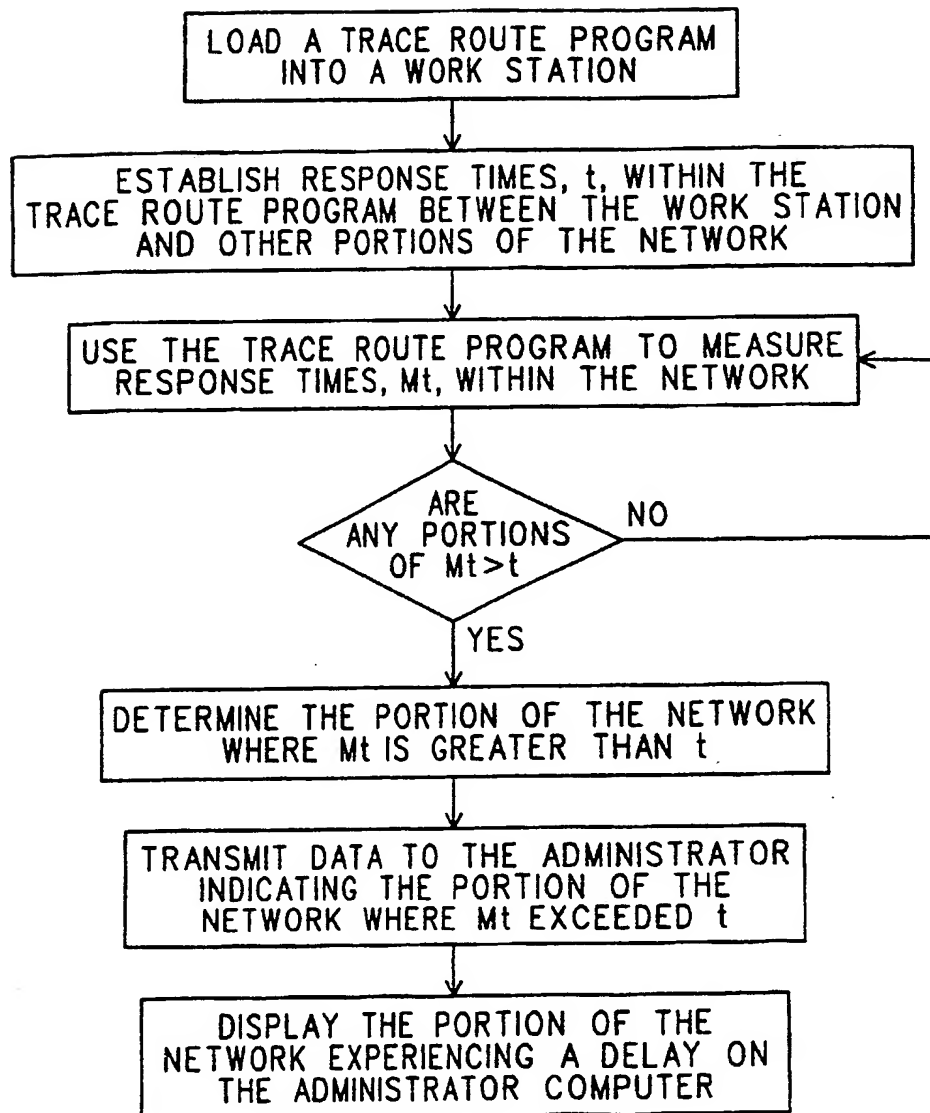 LOAD A TRACE ROUTE PROGRAM
INTO A WORK STATION
ESTABLISH RESPONSE TIMES, t, WITHIN THE
TRACE ROUTE PROGRAM BETWEEN THE WORK STATION
AND OTHER PORTIONS OF THE NETWORK
USE THE TRACE ROUTE PROGRAM TO MEASURE
RESPONSE TIMES, Mt, WITHIN THE NETWORK
ARE
ANY PORTIONS
OF Mt>t
NO
YES
DETERMINE THE PORTION OF THE NETWORK
WHERE Mt IS GREATER THAN t
TRANSMIT DATA TO THE ADMINISTRATOR
INDICATING THE PORTION OF THE
NETWORK WHERE Mt EXCEEDED t
DISPLAY THE PORTION OF THE
NETWORK EXPERIENCING A DELAY ON
THE ADMINISTRATOR COMPUTER